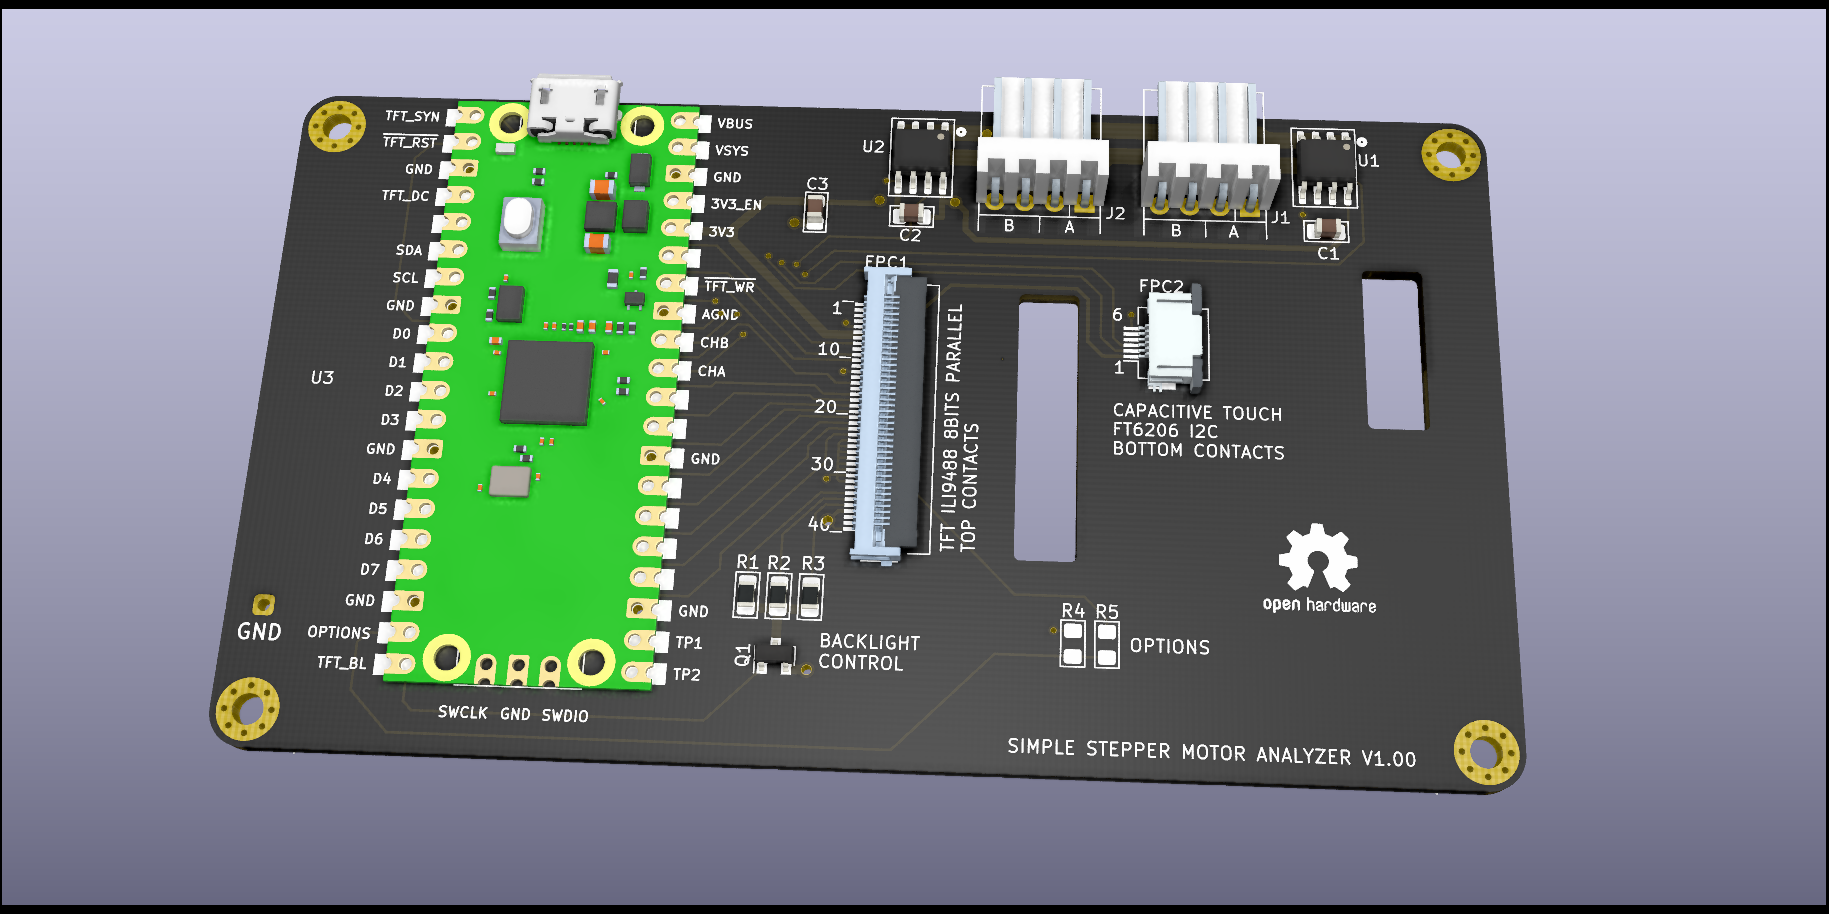 TFT_SYN
TFT_RST
GND
TFT_DC
SDA
SCL
GND
D0
D1
D2
D3
GND
D4
D5
D6
D7
GND
OPTIONS
TFT_BL
U3
GND
SWCLK GND SWDIO
VBUS
VSYS
GND
3V3_EN
3V3
TFT_WR
AGND
CHB
CHA
GND
GND
TP1
TP2
C3
U2
C2
J2
B A
J1
B A
U1
C1
FPC1
1
10
20
30
40
TFT ILI9488 8BITS PARALLEL
TOP CONTACTS
FPC2
6
1
CAPACITIVE TOUCH
FT6206 I2C
BOTTOM CONTACTS
R1 R2 R3
Q1
BACKLIGHT
CONTROL
R4 R5
OPTIONS
open hardware
SIMPLE STEPPER MOTOR ANALYZER V1.00